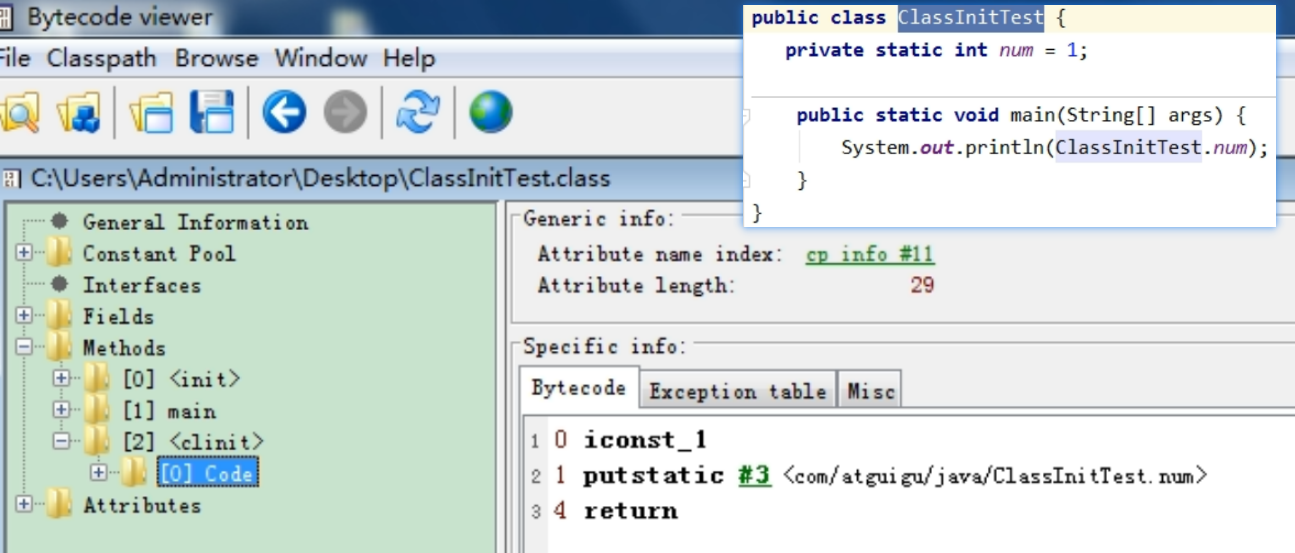 Bytecode viewer
File Classpath Browse Window Help
C:\Users\Administrator\Desktop\ClassInitTest.class
General Information
Constant Pool
Interfaces
Fields
Methods
[0] <init>
[1] main
[2] <clinit>
[0] Code
Attributes
public class ClassInitTest {
private static int num = 1;
public static void main(String[] args) {
System.out.println(ClassInitTest.num);
}
}
Generic info:
Attribute name index: cp info #11
Attribute length: 29
Specific info:
Bytecode Exception table Misc
1 0 iconst_1
2 1 putstatic #3 <com/atguigu/java/ClassInitTest.num>
3 4 return